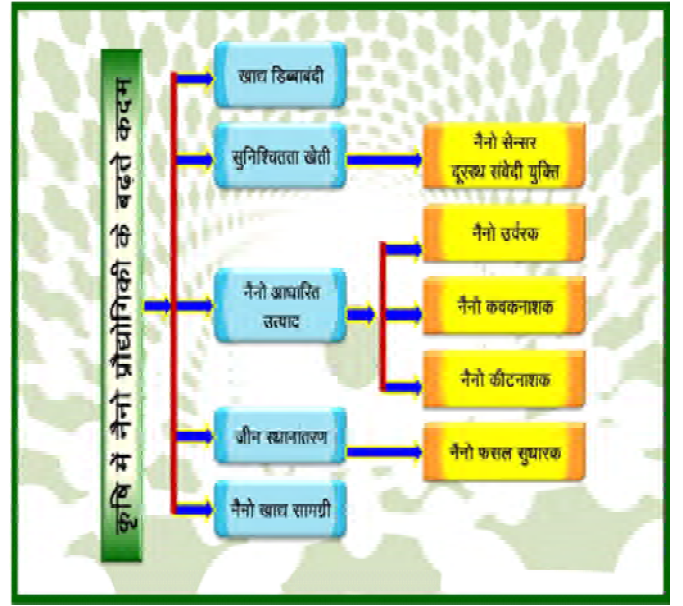 कृषि में नैनो प्रौद्योगिकी के बढ़ते कदम
खाद्य डिब्बाबंदी
सुनिश्चितता खेती
नैनो सेन्सर
दूरस्थ संवेदी युक्ति
नैनो आधारित
उत्पाद
नैनो उर्वरक
नैनो कवकनाशक
नैनो कीटनाशक
जीन स्थानातरण
नैनो फसल सुधारक
नैनो खाद्य सामग्री